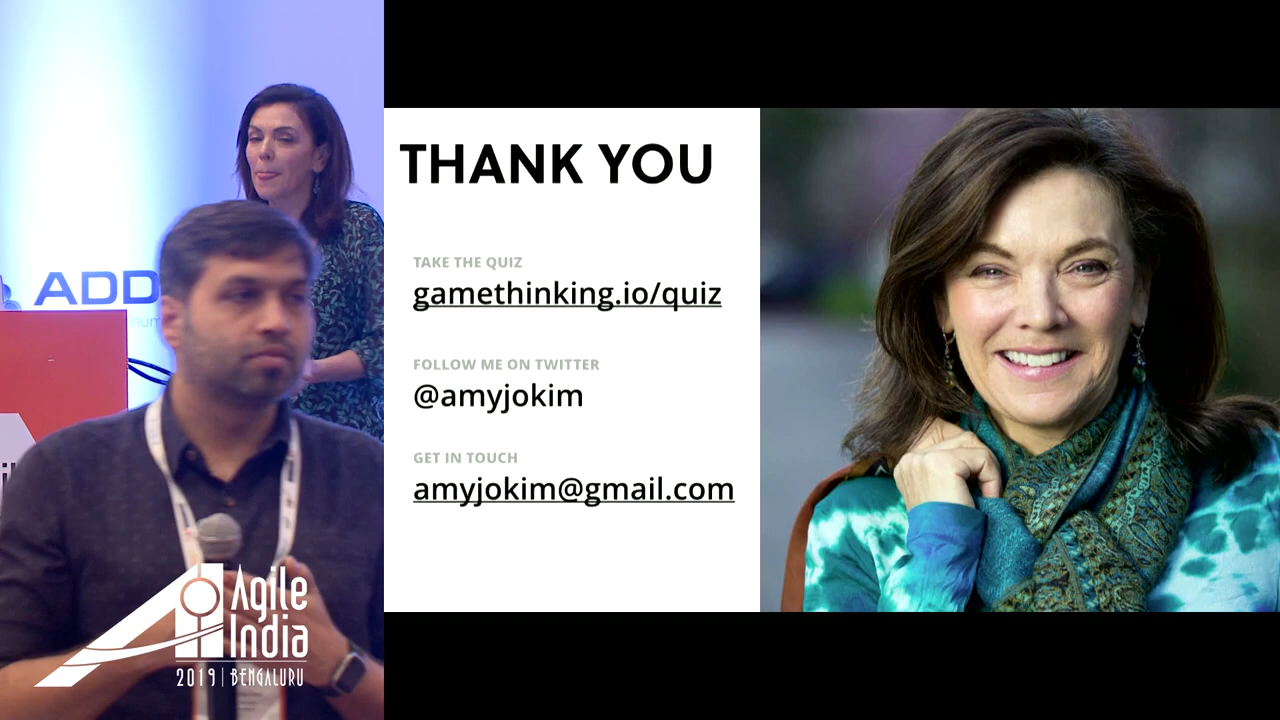 ADD
THANK YOU
TAKE THE QUIZ
gamethinking.io/quiz
FOLLOW ME ON TWITTER
@amyjokim
GET IN TOUCH
amyjokim@gmail.com
Agile
India
2019 | BENGALURU